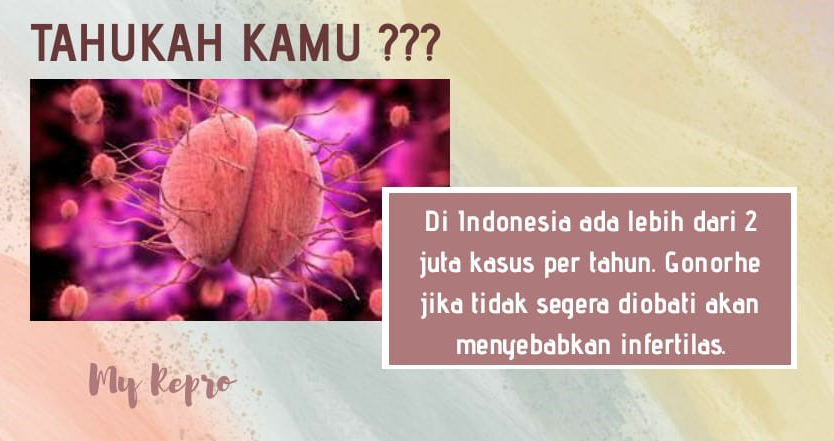 TAHUKAH KAMU ???
Di Indonesia ada lebih dari 2
juta kasus per tahun. Gonorhe
jika tidak segera diobati akan
menyebabkan infertilas.
My Repro